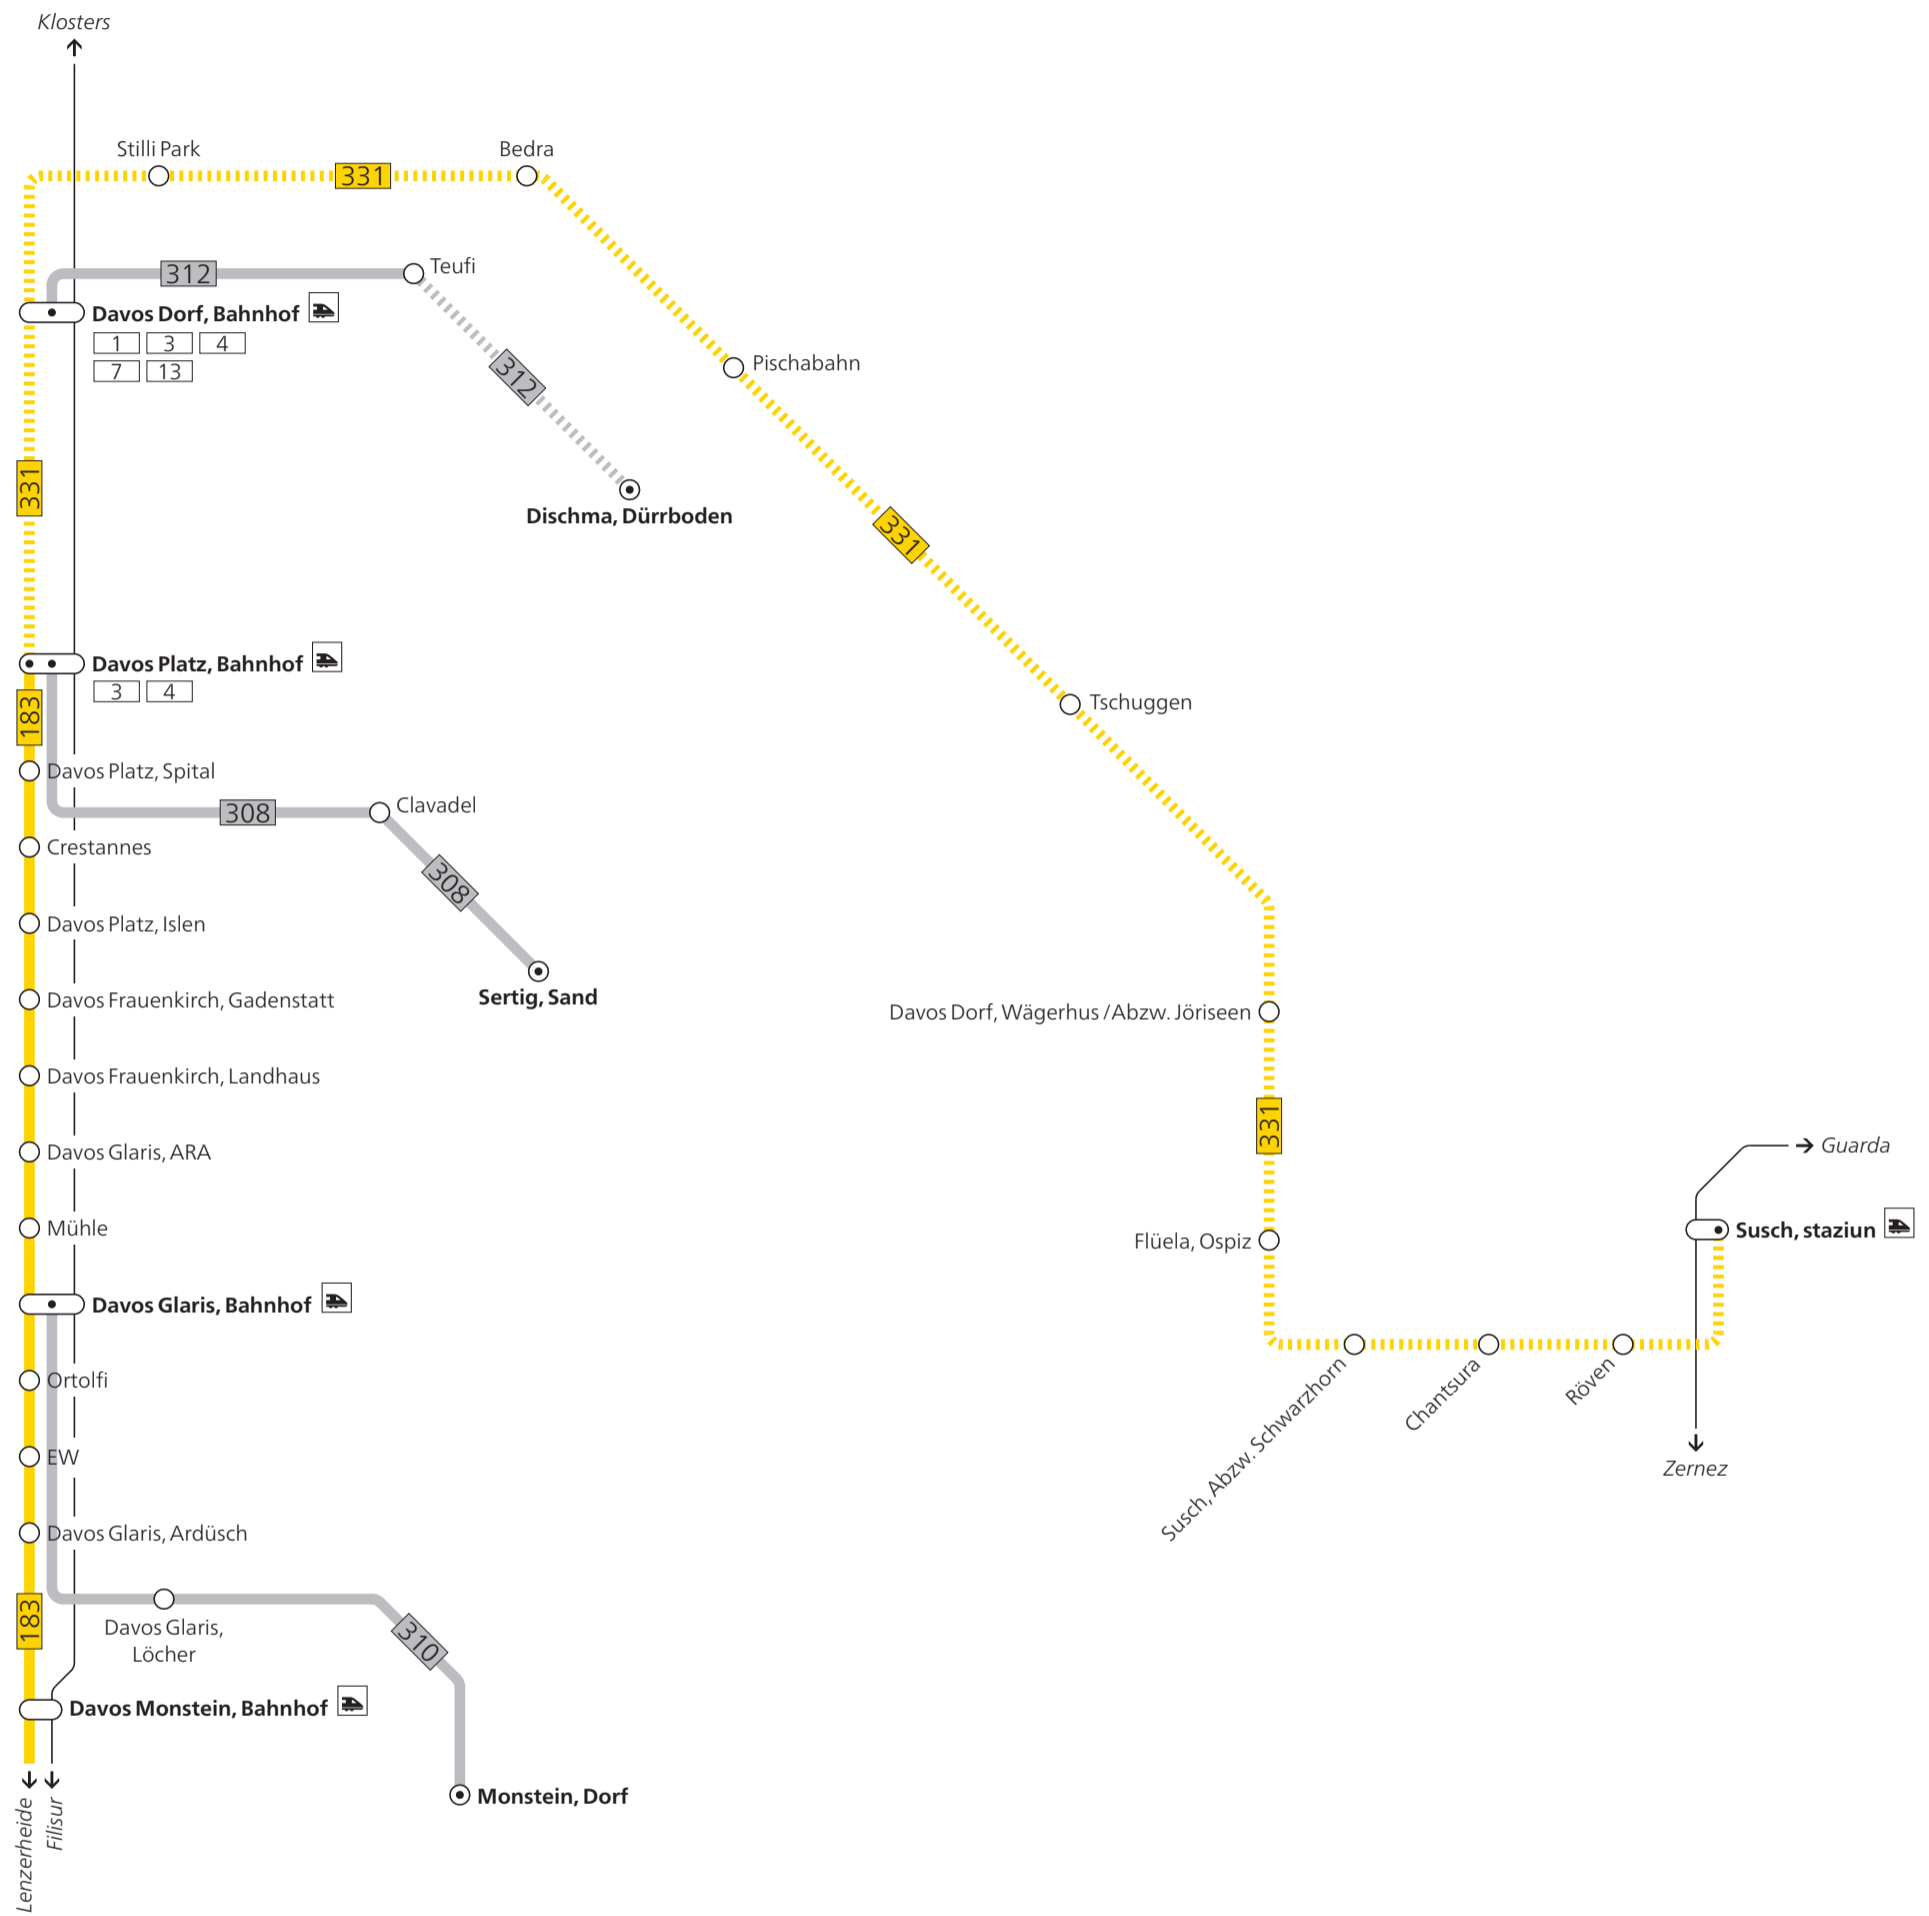 Klosters
Stilli Park
331
Bedra
312
Teufi
Davos Dorf, Bahnhof
1 3 4
7 13
312
Pischabahn
Dischma, Dürrboden
331
331
Davos Platz, Bahnhof
3 4
183
Tschuggen
Davos Platz, Spital
308
Clavadel
Crestannes
308
Davos Platz, Islen
Sertig, Sand
Davos Frauenkirch, Gadenstatt
Davos Dorf, Wägerhus /Abzw. Jöriseen
Davos Frauenkirch, Landhaus
331
Davos Glaris, ARA
Guarda
Mühle
Flüela, Ospiz
Susch, staziun
Davos Glaris, Bahnhof
Ortolfi
Susch, Abzw. Schwarzhorn
Chantsura
Röven
EW
Zernez
Davos Glaris, Ardüsch
183
Davos Glaris,
Löcher
310
Davos Monstein, Bahnhof
Monstein, Dorf
Lenzerheide
Filisur